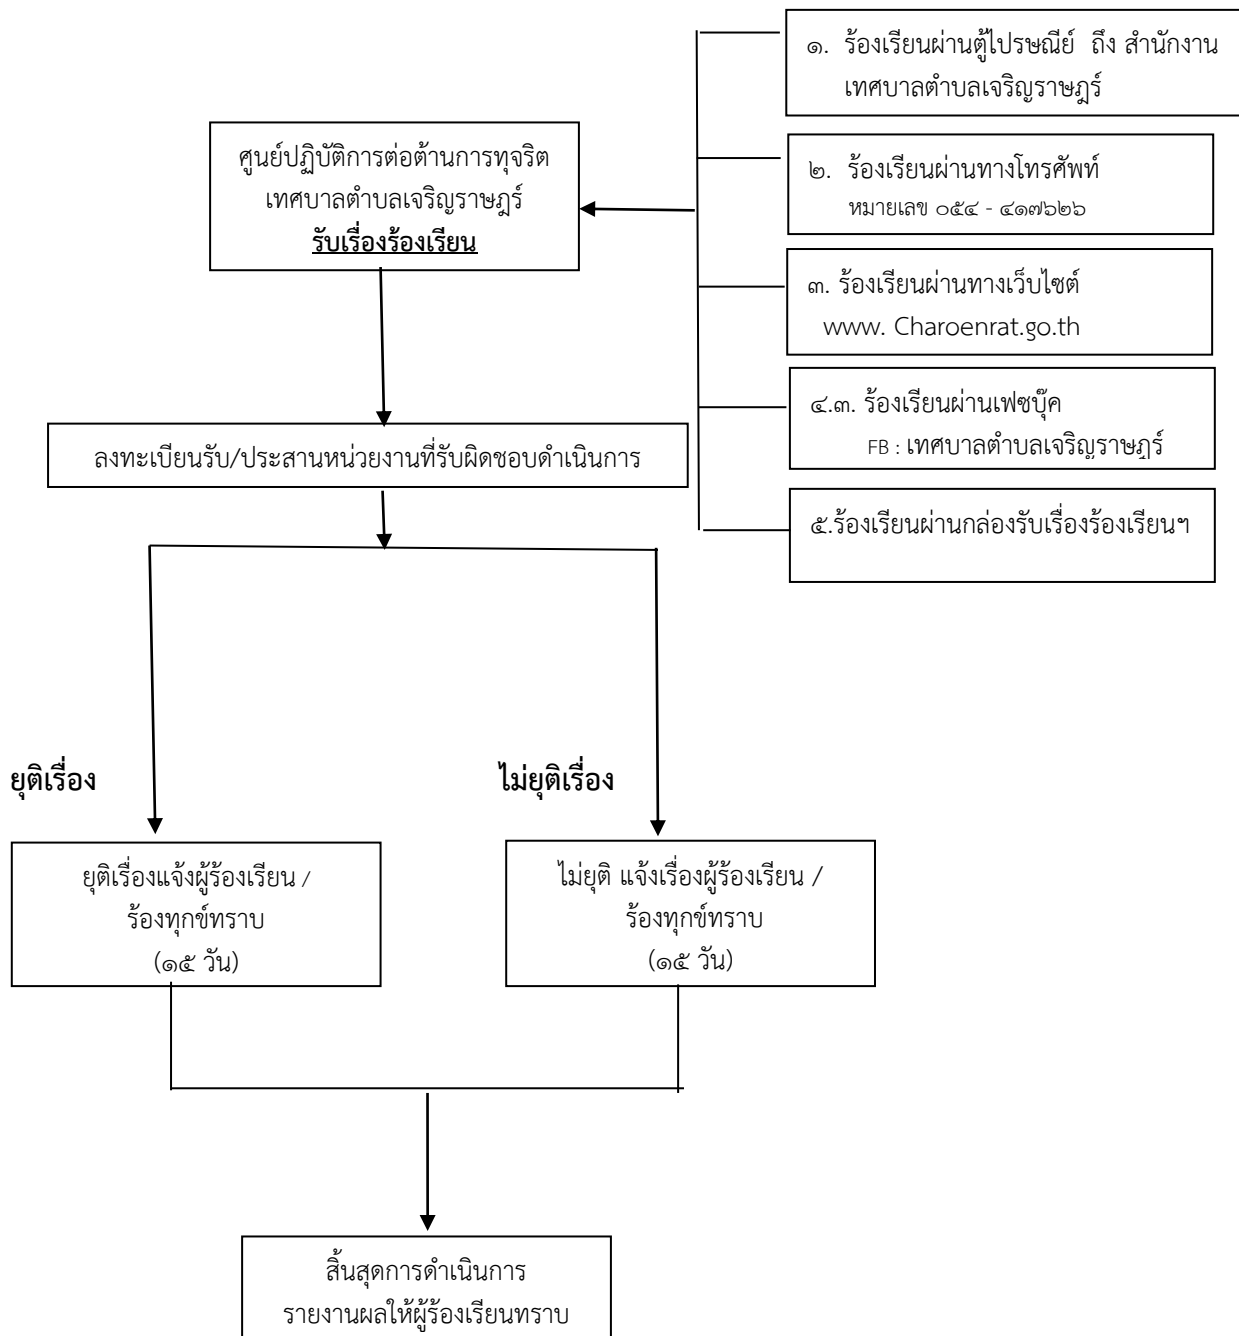 ๑. ร้องเรียนผ่านตู้ไปรษณีย์ ถึง สำนักงาน
เทศบาลตำบลเจริญราษฎร์
ศูนย์ปฏิบัติการต่อต้านการทุจริต
เทศบาลตำบลเจริญราษฎร์
รับเรื่องร้องเรียน
๒. ร้องเรียนผ่านทางโทรศัพท์
หมายเลข ๐๕๔ - ๔๑๗๖๒๖
๓. ร้องเรียนผ่านทางเว็บไซต์
www. Charoenrat.go.th
๔.๓. ร้องเรียนผ่านเฟซบุ๊ค
FB : เทศบาลตำบลเจริญราษฎร์
๕.ร้องเรียนผ่านกล่องรับเรื่องร้องเรียนฯ
ลงทะเบียนรับ/ประสานหน่วยงานที่รับผิดชอบดำเนินการ
ยุติเรื่อง
ไม่ยุติเรื่อง
ยุติเรื่องแจ้งผู้ร้องเรียน /
ร้องทุกข์ทราบ
(๑๕ วัน)
ไม่ยุติ แจ้งเรื่องผู้ร้องเรียน /
ร้องทุกข์ทราบ
(๑๕ วัน)
สิ้นสุดการดำเนินการ
รายงานผลให้ผู้ร้องเรียนทราบ